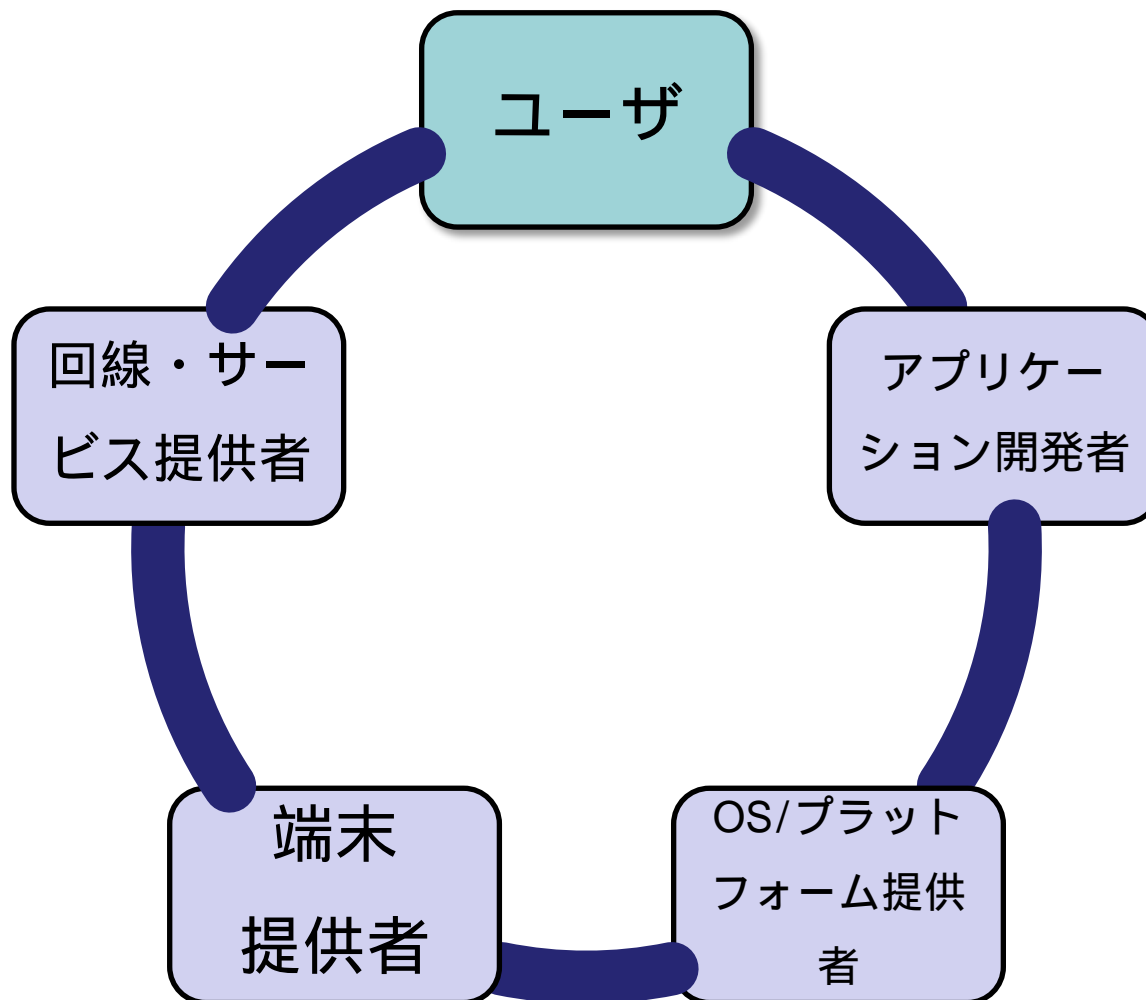 ユーザ
回線・サー
ビス提供者
アプリケー
ション開発者
端末
提供者
OS/プラット
フォーム提供
者